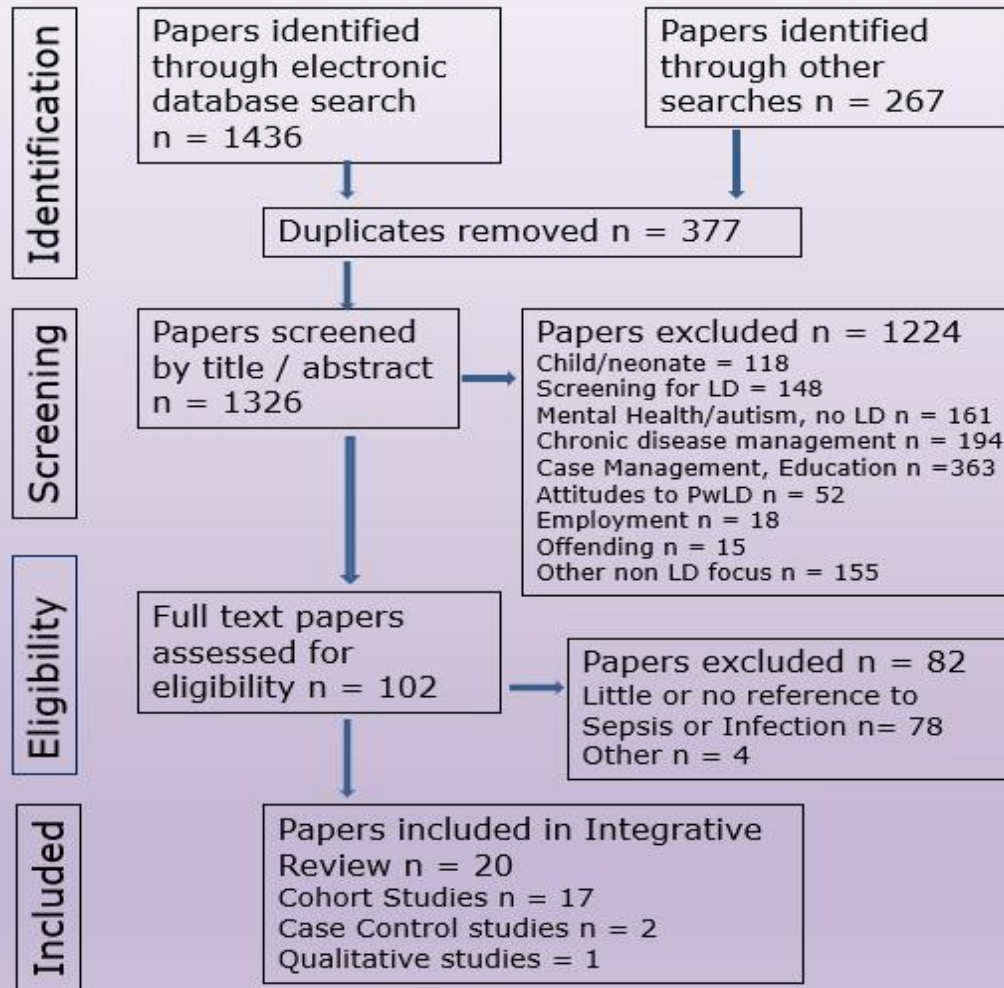 Identification
Papers identified
through electronic
database search
n = 1436
Papers identified
through other
searches n = 267
Duplicates removed n = 377
Screening
Papers screened
by title / abstract
n = 1326
Papers excluded n = 1224
Child/neonate = 118
Screening for LD = 148
Mental Health/autism, no LD n = 161
Chronic disease management n = 194
Case Management, Education n =363
Attitudes to PwLD n = 52
Employment n = 18
Offending n = 15
Other non LD focus n = 155
Eligibility
Full text papers
assessed for
eligibility n = 102
Papers excluded n = 82
Little or no reference to
Sepsis or Infection n= 78
Other n = 4
Included
Papers included in Integrative
Review n = 20
Cohort Studies n = 17
Case Control studies n = 2
Qualitative studies = 1